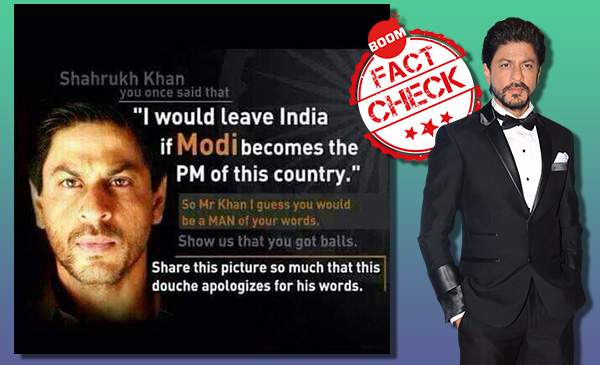 Shahrukh Khan
you once said that
"I would leave India
if Modi becomes the
PM of this country."
So Mr Khan I guess you would
be a MAN of your words.
Show us that you got balls.
Share this picture so much that this
douche apologizes for his words.
BOOM
FACT
CHECK